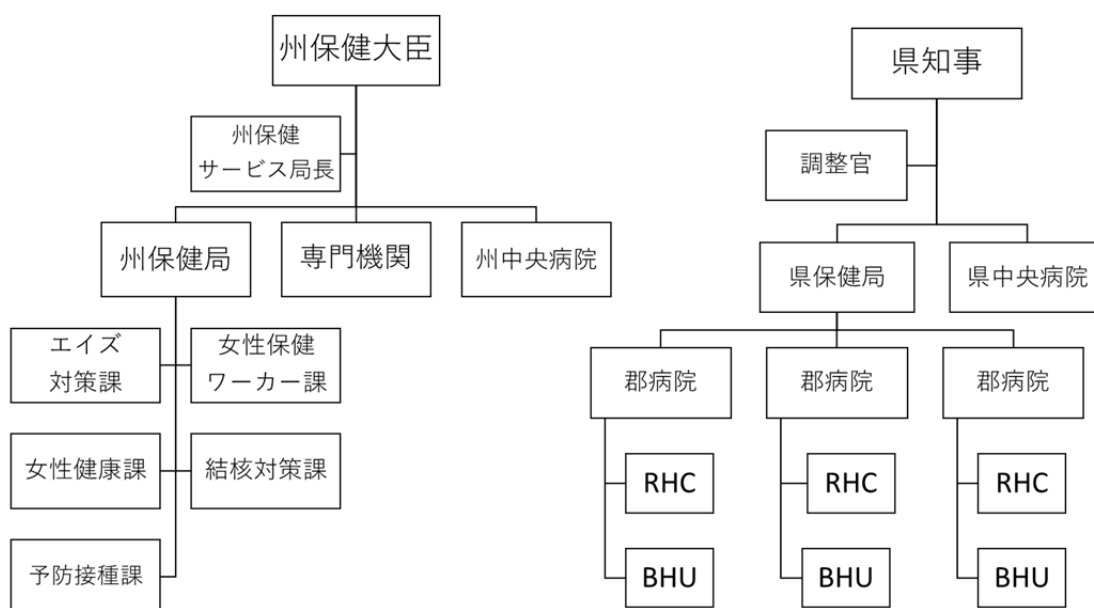 州保健大臣
州保健
サービス局長
州保健局
専門機関
州中央病院
エイズ
対策課
女性保健
ワーカー課
女性健康課
結核対策課
予防接種課
県知事
調整官
県保健局
県中央病院
郡病院
郡病院
郡病院
RHC
RHC
RHC
BHU
BHU
BHU